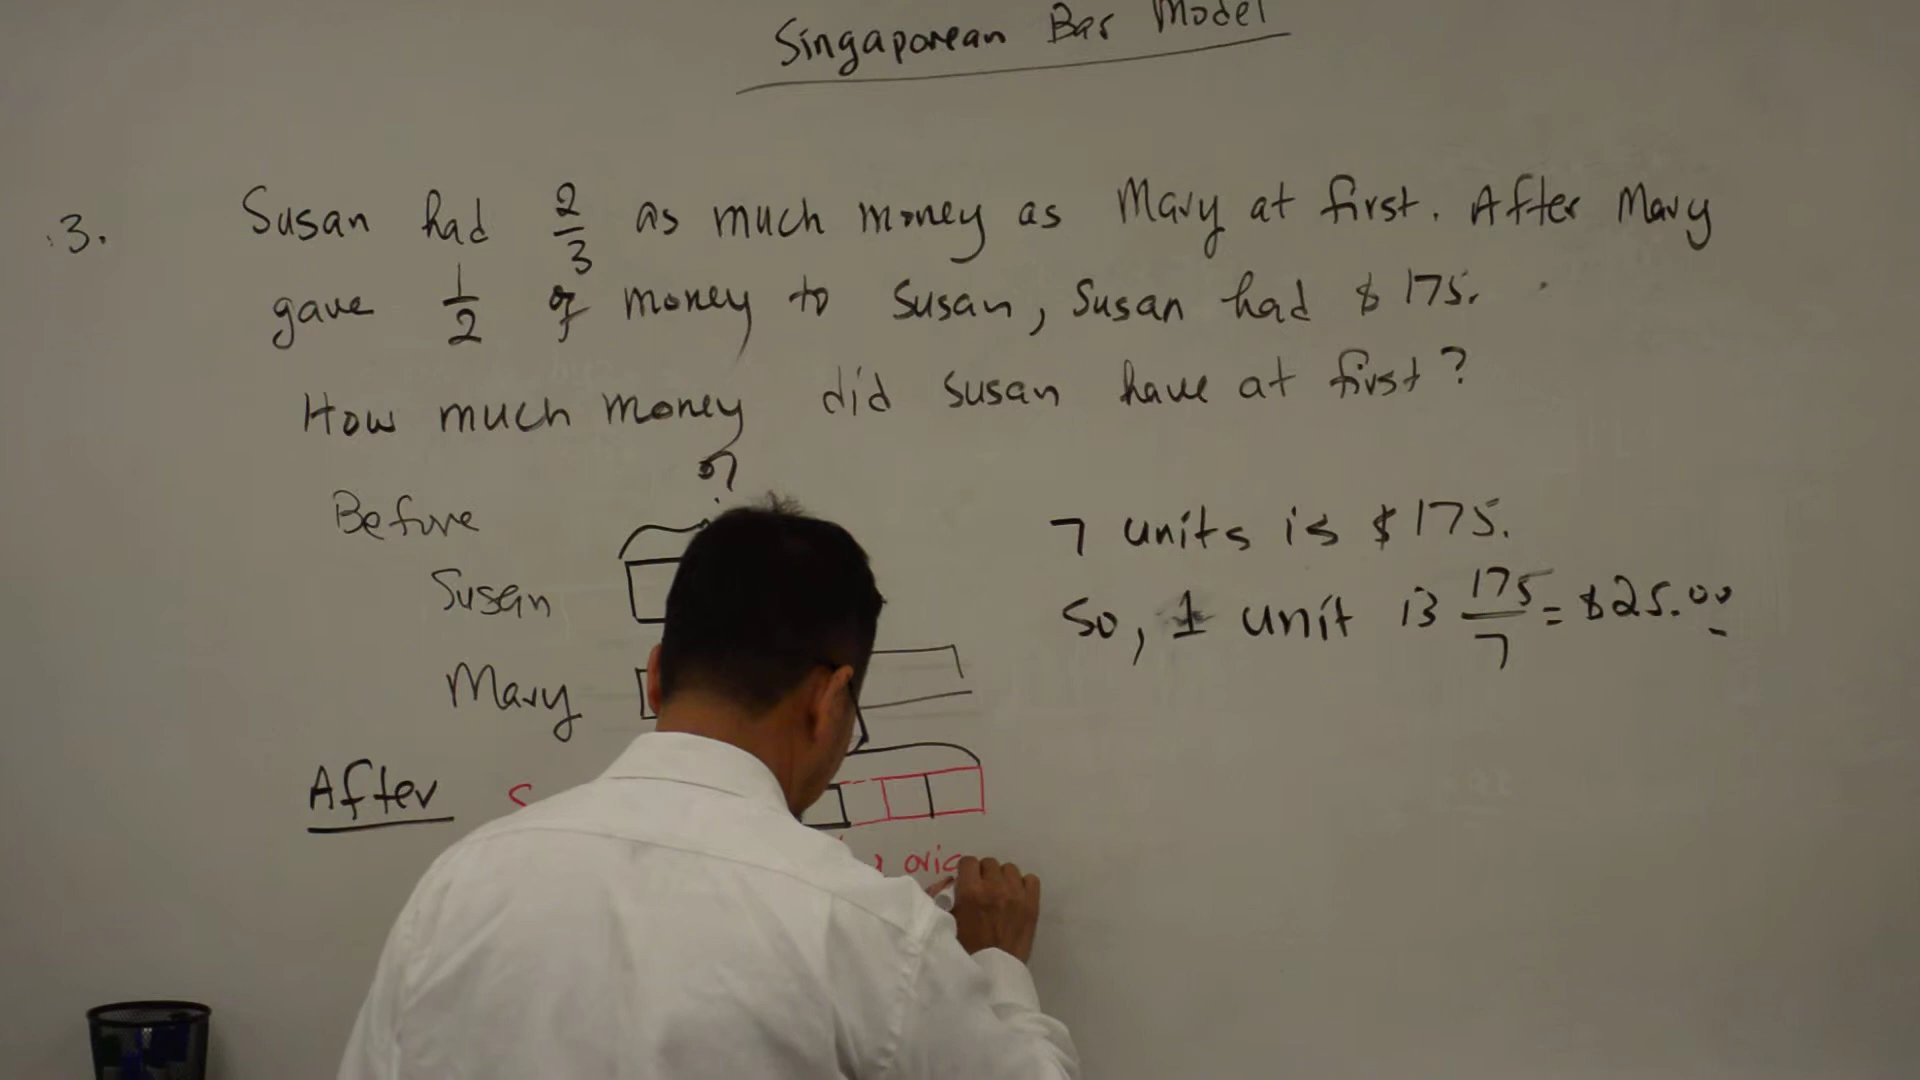 Singaporean Bar Model
3. Susan had 2/3 as much money as Mary at first. After Mary
gave 1/2 of money to Susan, Susan had $175.
How much money did Susan have at first?
?
Before
Susan
Mary
After
7 units is $175.
So, 1 unit is 175/7 = $25.00